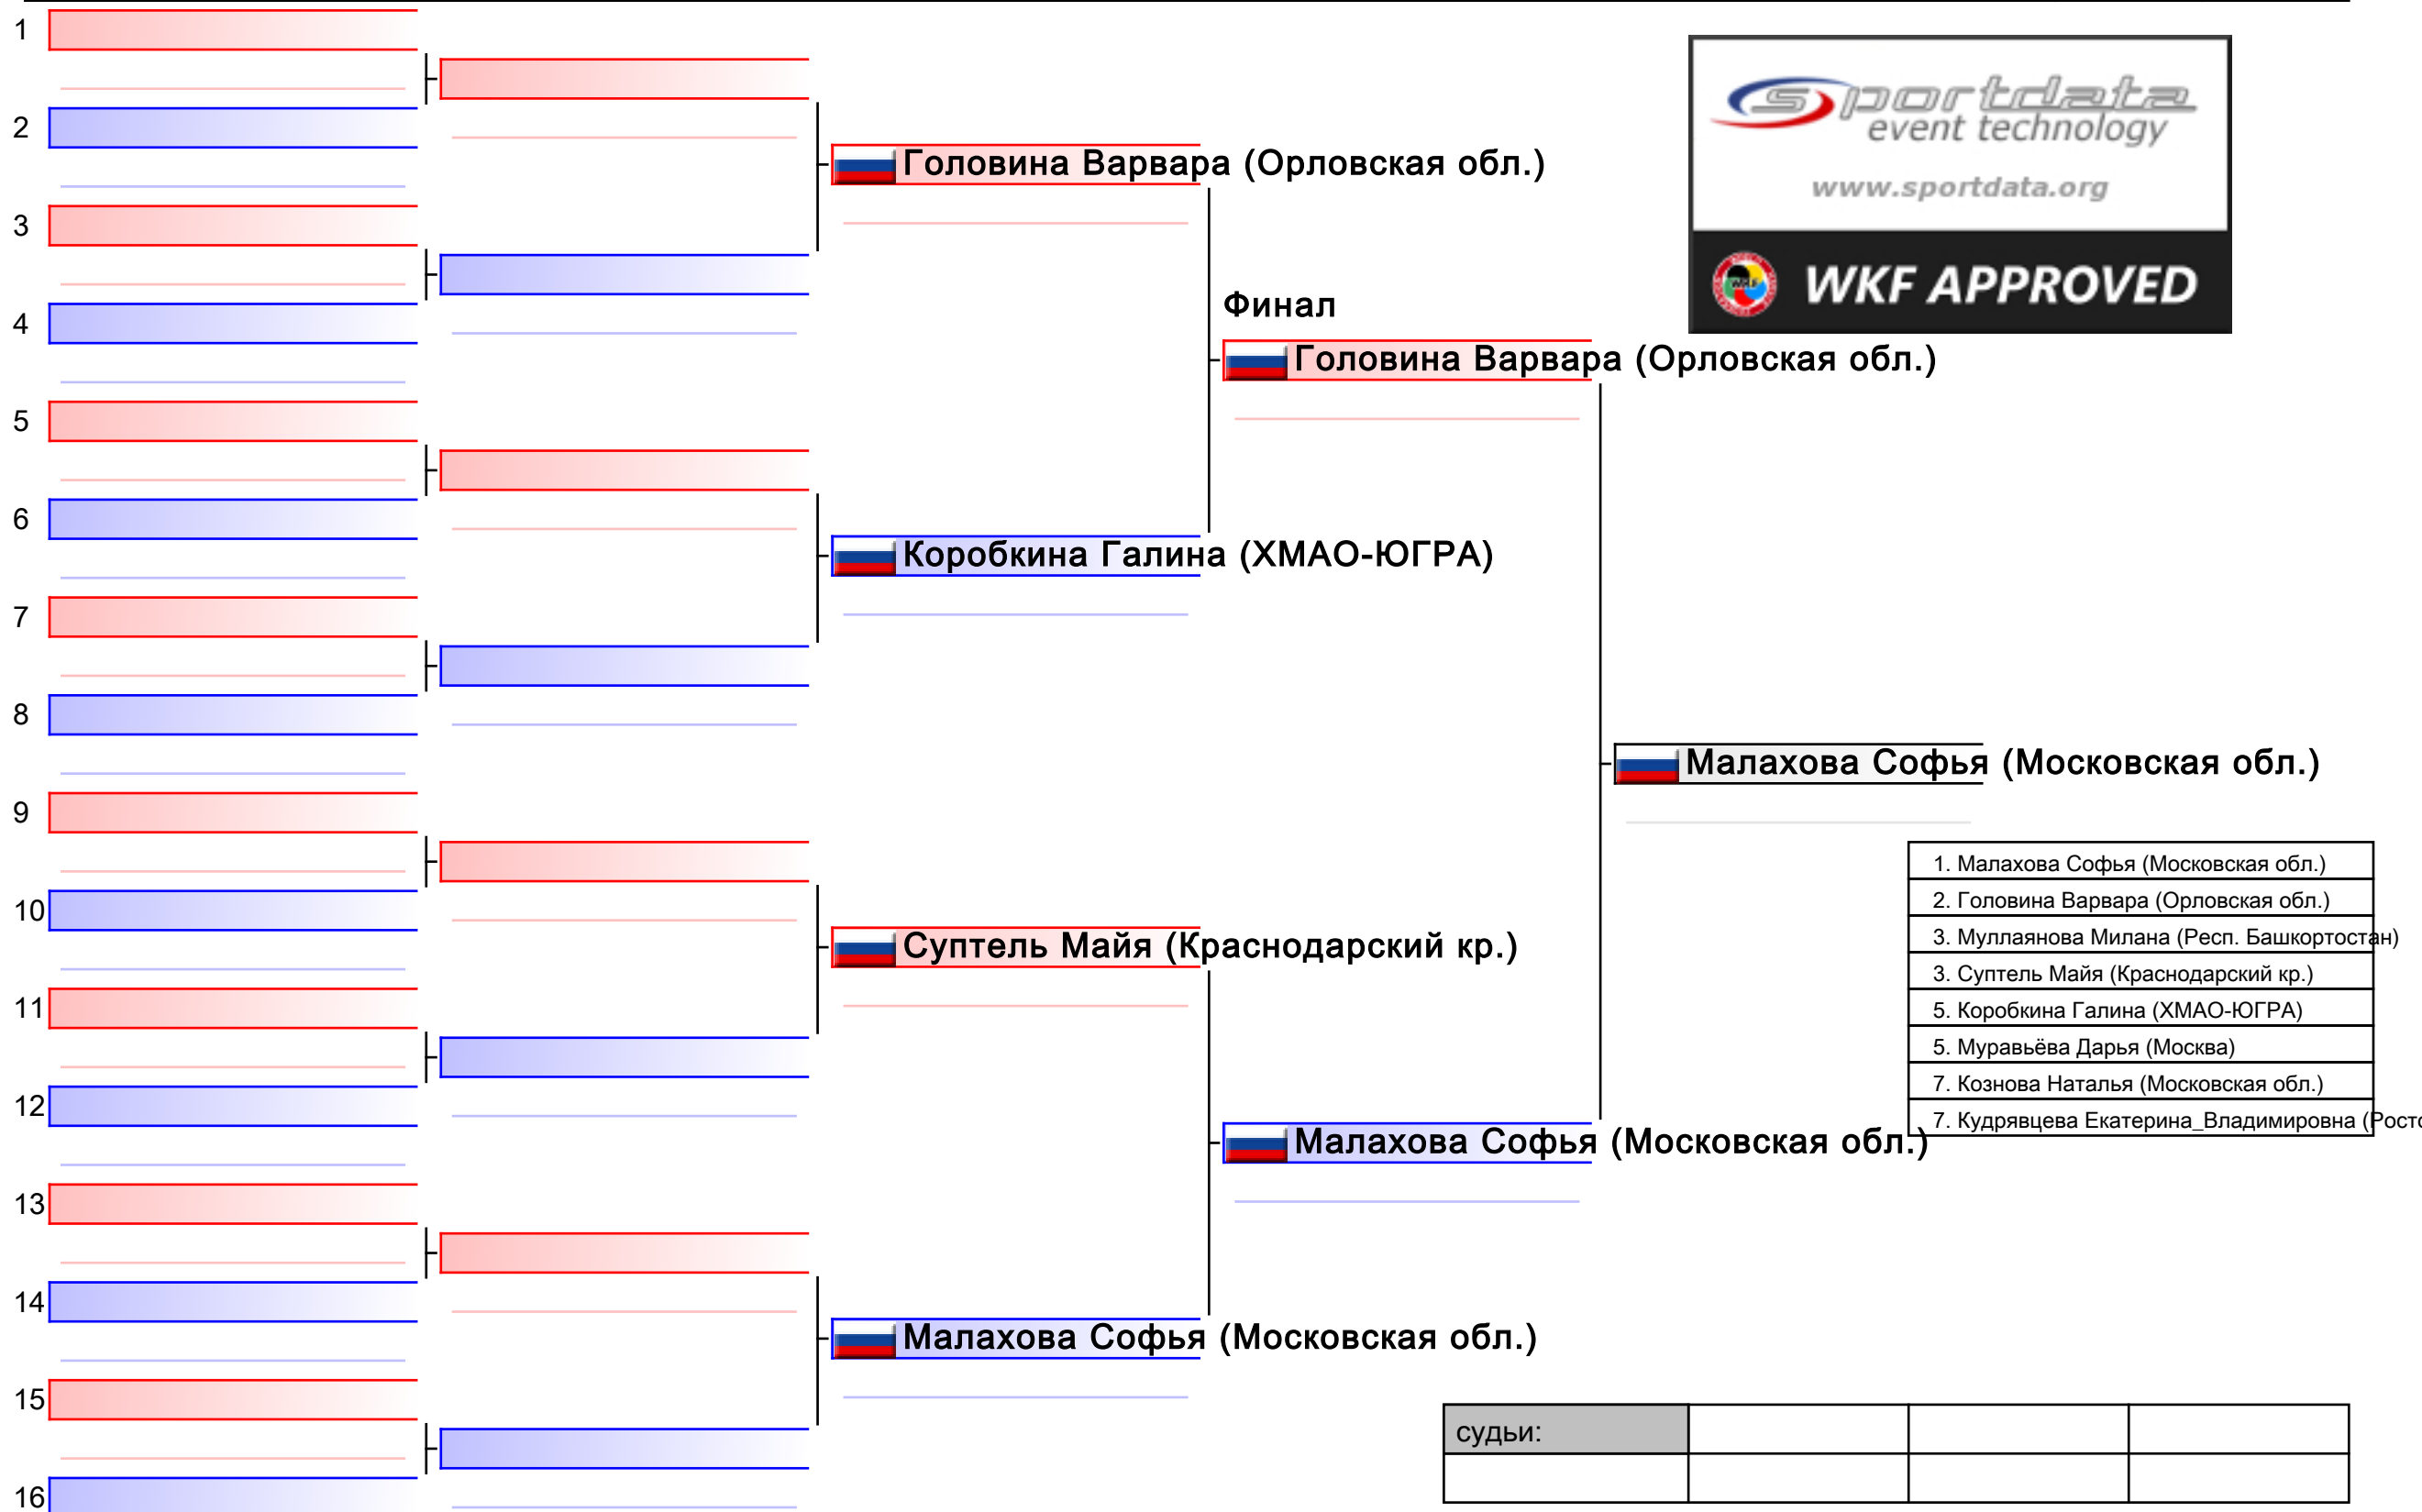 1
2
3
4
5
6
7
8
9
10
11
12
13
14
15
16
Головина Варвара (Орловская обл.)
Коробкина Галина (ХМАО-ЮГРА)
Суптель Майя (Краснодарский кр.)
Малахова Софья (Московская обл.)
Финал
Головина Варвара (Орловская обл.)
Малахова Софья (Московская обл.)
Малахова Софья (Московская обл.)
sportdata
event technology
www.sportdata.org
WKF
WKF APPROVED
1. Малахова Софья (Московская обл.)
2. Головина Варвара (Орловская обл.)
3. Муллаянова Милана (Респ. Башкортостан)
3. Суптель Майя (Краснодарский кр.)
5. Коробкина Галина (ХМАО-ЮГРА)
5. Муравьёва Дарья (Москва)
7. Кознова Наталья (Московская обл.)
7. Кудрявцева Екатерина_Владимировна (Росто
судьи: